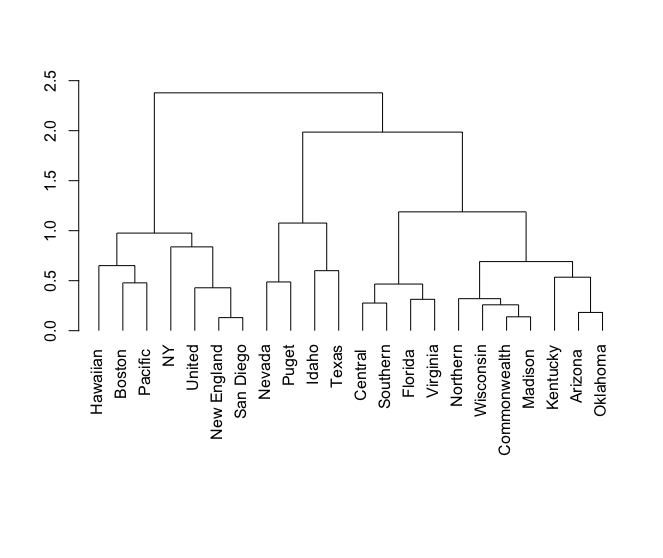 2.5
2.0
1.5
1.0
0.5
0.0
Hawaiian
Boston
Pacific
NY
United
New England
San Diego
Nevada
Puget
Idaho
Texas
Central
Southern
Florida
Virginia
Northern
Wisconsin
Commonwealth
Madison
Kentucky
Arizona
Oklahoma